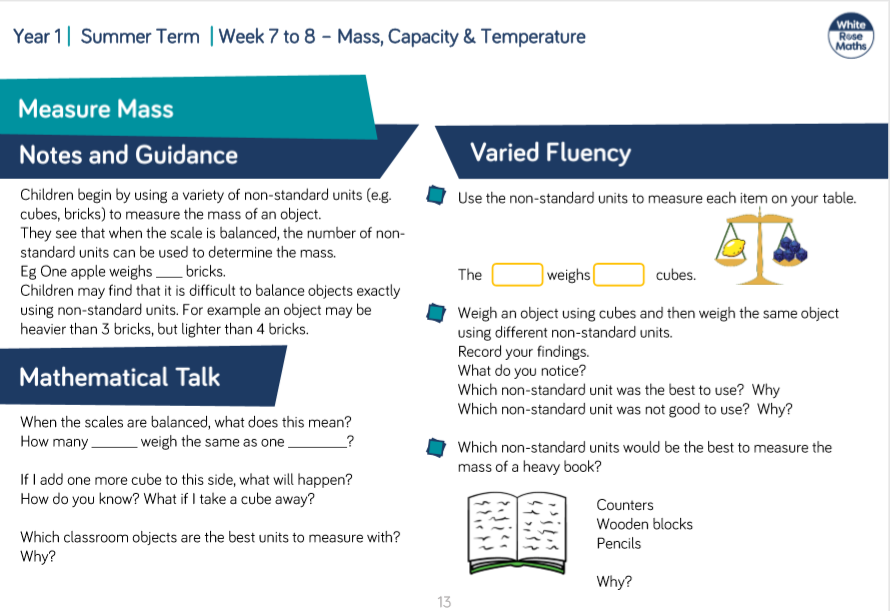 Year 1 | Summer Term | Week 7 to 8 – Mass, Capacity & Temperature
White
Rose
Maths
Measure Mass
Notes and Guidance
Children begin by using a variety of non-standard units (e.g.
cubes, bricks) to measure the mass of an object.
They see that when the scale is balanced, the number of non-
standard units can be used to determine the mass.
Eg One apple weighs ____ bricks.
Children may find that it is difficult to balance objects exactly
using non-standard units. For example an object may be
heavier than 3 bricks, but lighter than 4 bricks.
Mathematical Talk
When the scales are balanced, what does this mean?
How many ______ weigh the same as one ________?
If I add one more cube to this side, what will happen?
How do you know? What if I take a cube away?
Which classroom objects are the best units to measure with?
Why?
Varied Fluency
Use the non-standard units to measure each item on your table.
The weighs cubes.
Weigh an object using cubes and then weigh the same object
using different non-standard units.
Record your findings.
What do you notice?
Which non-standard unit was the best to use? Why
Which non-standard unit was not good to use? Why?
Which non-standard units would be the best to measure the
mass of a heavy book?
Counters
Wooden blocks
Pencils
Why?
13